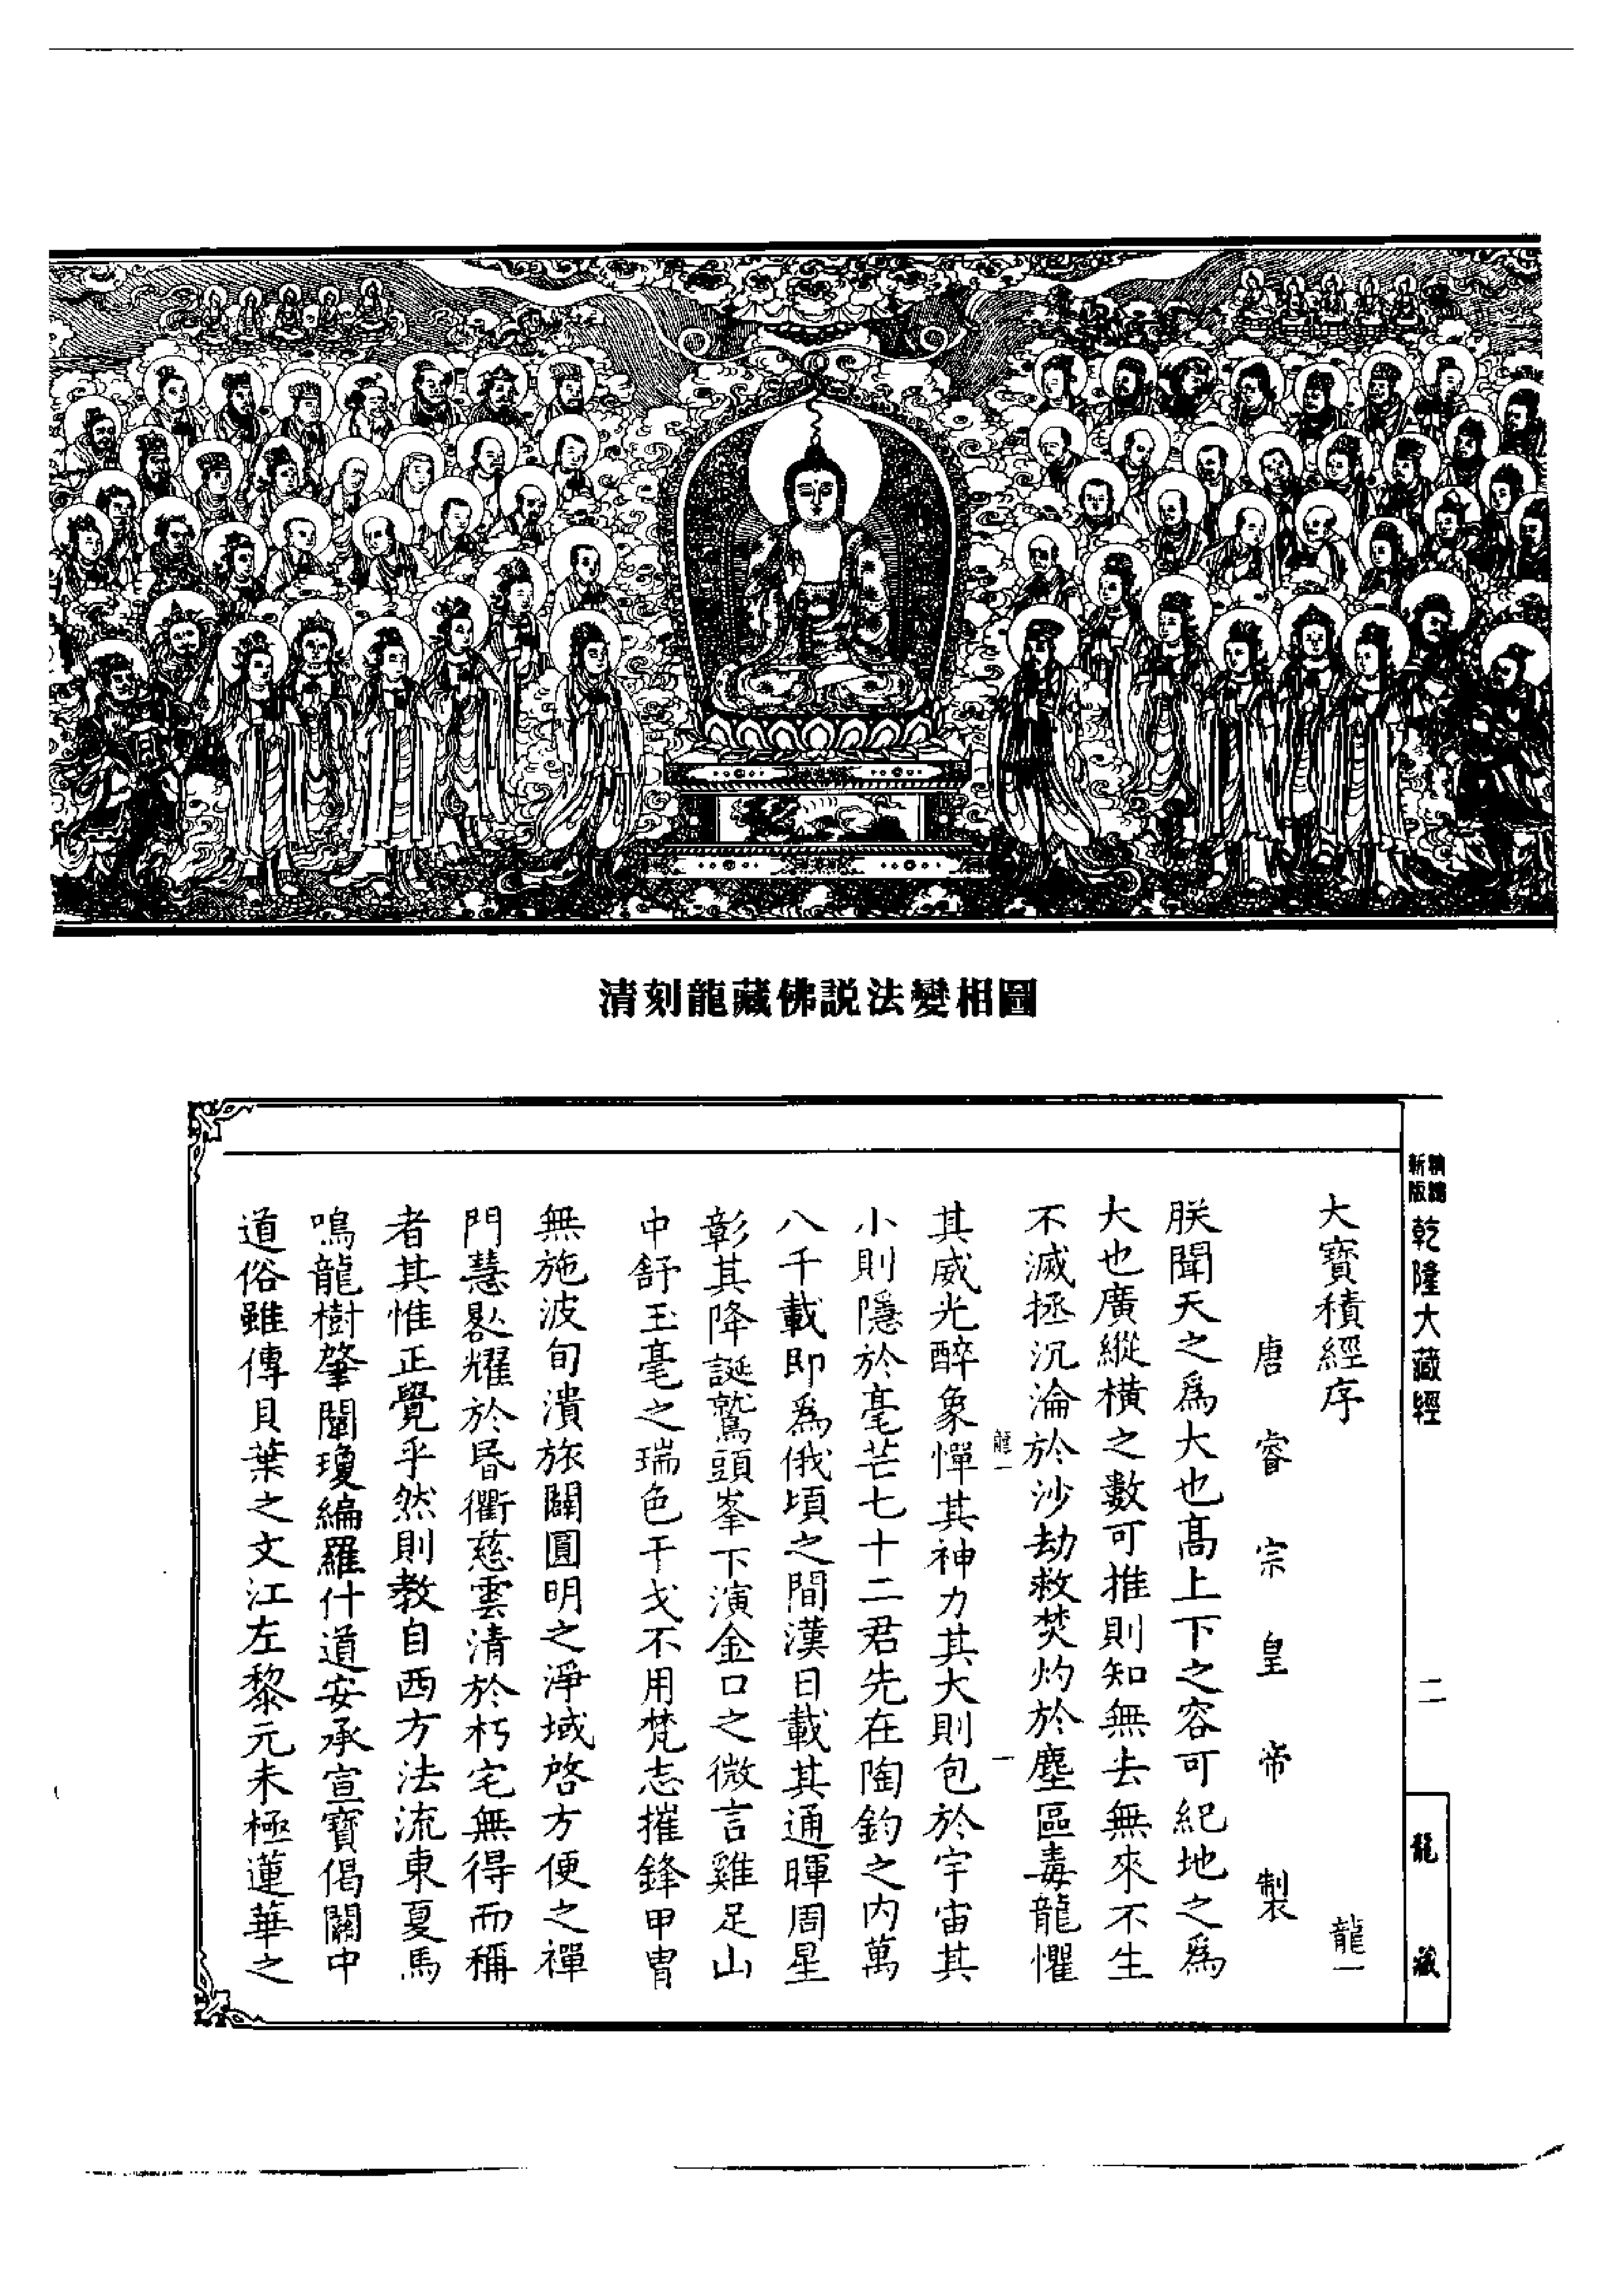 清刻龍藏佛説法變相圖
新版
乾隆大藏經
二
龍藏
大寶積經序
龍一
唐睿宗皇帝製
朕聞天之爲大也高上下之容可紀地之爲
大也廣縱橫之數可推則知無去無來不生
不滅拯沉淪於沙劫救焚灼於塵區毒龍懼
龍一
一
其威光醉象憚其神力其大則包於宇宙其
小則隱於毫芒七十二君先在陶鈞之内萬
八千載即爲俄頃之間漢日載其通暉周星
彰其降誕鷲頭峯下演金口之微言雞足山
中舒玉毫之瑞色干戈不用梵志摧鋒甲胄
無施波旬潰旅闢圓明之淨域啓方便之禪
門慧炬耀於昏衢慈雲清於朽宅無得而稱
者其惟正覺乎然則教自西方法流東夏馬
鳴龍樹肇闡瓊編羅什道安承宣寶偈關中
道俗雖傳貝葉之文江左黎元未極蓮華之